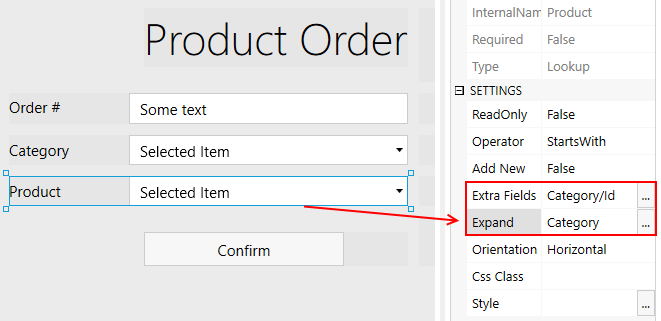 Product Order
Order #
Some text
Category
Selected Item
Product
Selected Item
Confirm
InternalNam Product
Required False
Type Lookup
SETTINGS
ReadOnly False
Operator StartsWith
Add New False
Extra Fields Category/Id ...
Expand Category ...
Orientation Horizontal
Css Class
Style ...